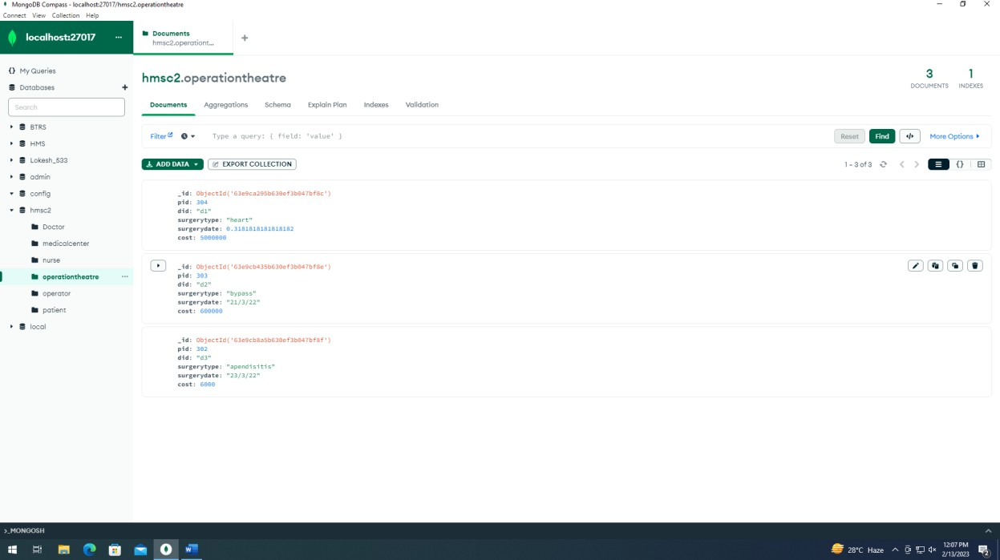 MongoDB Compass - localhost:27017/hmsc2.operationtheatre
Connect View Collection Help
localhost:27017 ...
Documents
hmsc2.operationt...
+
{} My Queries
Databases +
Search
BTRS
HMS
Lokesh_533
admin
config
hmsc2
Doctor
medicalcenter
nurse
operationtheatre ...
operator
patient
local
hmsc2.operationtheatre
3
DOCUMENTS
1
INDEXES
Documents Aggregations Schema Explain Plan Indexes Validation
Filter Type a query: { field: 'value' } Reset Find </> More Options
ADD DATA EXPORT COLLECTION 1 - 3 of 3 {}
_id: ObjectId('63e9ca295b630ef3b047bf8c')
pid: 304
did: "d1"
surgerytype: "heart"
surgerydate: 0.3181818181818182
cost: 5000000
_id: ObjectId('63e9cb435b630ef3b047bf8e')
pid: 303
did: "d2"
surgerytype: "bypass"
surgerydate: "21/3/22"
cost: 600000
_id: ObjectId('63e9cb8a5b630ef3b047bf8f')
pid: 302
did: "d3"
surgerytype: "apendisitis"
surgerydate: "23/3/22"
cost: 6000
>_MONGOSH
28°C Haze
12:07 PM
2/13/2023
2